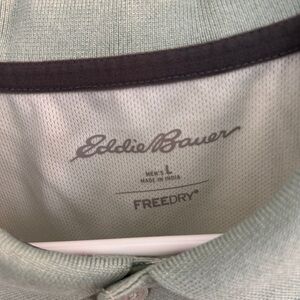 Eddie Bauer
MEN'S L
MADE IN INDIA
FREEDRY®